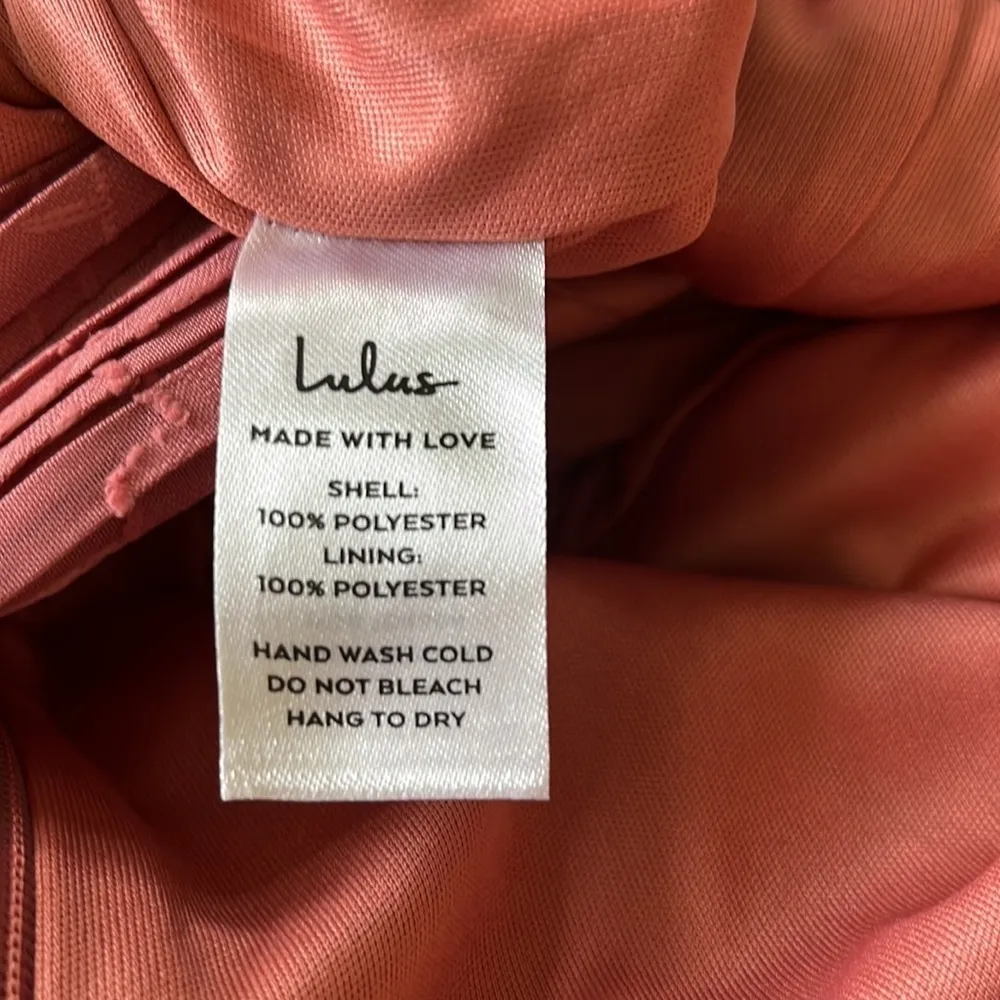 Lulus
MADE WITH LOVE
SHELL:
100% POLYESTER
LINING:
100% POLYESTER
HAND WASH COLD
DO NOT BLEACH
HANG TO DRY